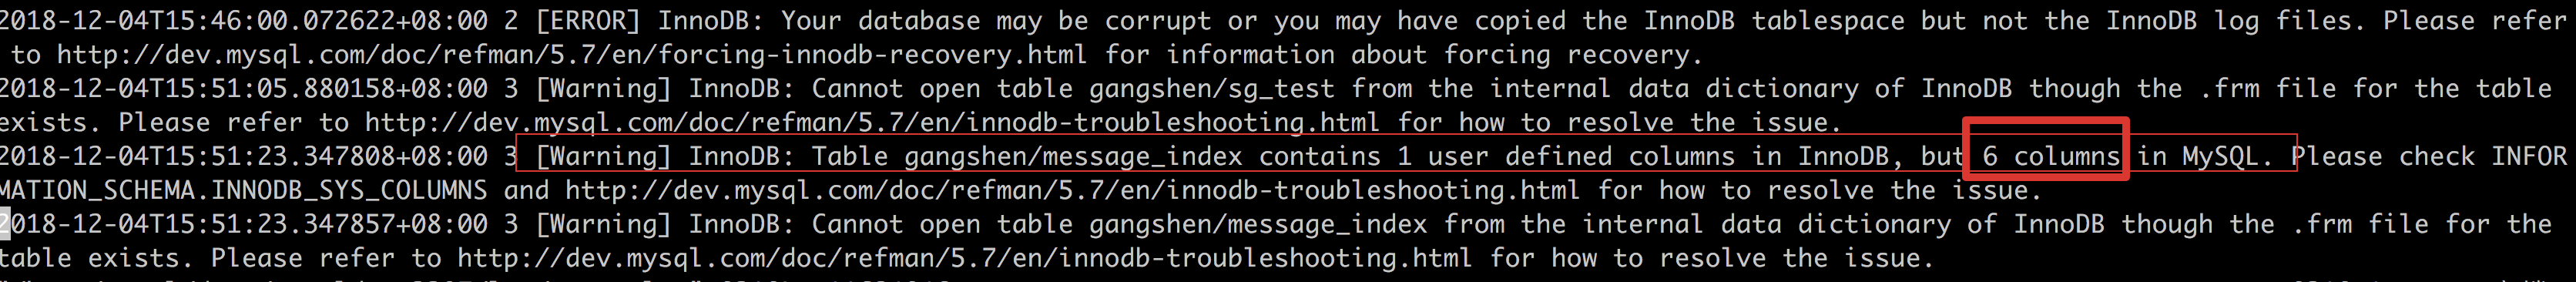 2018-12-04T15:46:00.072622+08:00 2 [ERROR] InnoDB: Your database may be corrupt or you may have copied the InnoDB tablespace but not the InnoDB log files. Please refer
to http://dev.mysql.com/doc/refman/5.7/en/forcing-innodb-recovery.html for information about forcing recovery.
2018-12-04T15:51:05.880158+08:00 3 [Warning] InnoDB: Cannot open table gangshen/sg_test from the internal data dictionary of InnoDB though the .frm file for the table
exists. Please refer to http://dev.mysql.com/doc/refman/5.7/en/innodb-troubleshooting.html for how to resolve the issue.
2018-12-04T15:51:23.347808+08:00 3 [Warning] InnoDB: Table gangshen/message_index contains 1 user defined columns in InnoDB, but 6 columns in MySQL. Please check INFOR
MATION_SCHEMA.INNODB_SYS_COLUMNS and http://dev.mysql.com/doc/refman/5.7/en/innodb-troubleshooting.html for how to resolve the issue.
2018-12-04T15:51:23.347857+08:00 3 [Warning] InnoDB: Cannot open table gangshen/message_index from the internal data dictionary of InnoDB though the .frm file for the
table exists. Please refer to http://dev.mysql.com/doc/refman/5.7/en/innodb-troubleshooting.html for how to resolve the issue.